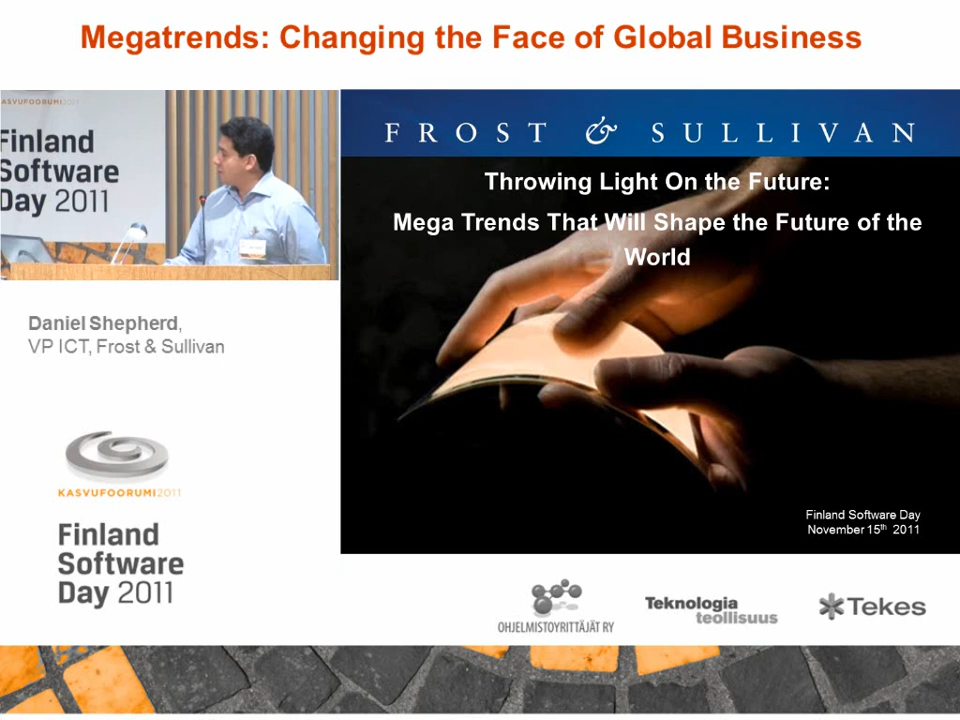 Megatrends: Changing the Face of Global Business
ASVUFOORUMI2011
Finland
Software
Day 2011
FROST & SULLIVAN
Throwing Light On the Future:
Mega Trends That Will Shape the Future of the
World
Daniel Shepherd,
VP ICT, Frost & Sullivan
KASVUFOORUMI2011
Finland
Software
Day 2011
Finland Software Day
November 15th 2011
OHJELMISTOYRITTÄJÄT RY
Teknologia
teollisuus
Tekes